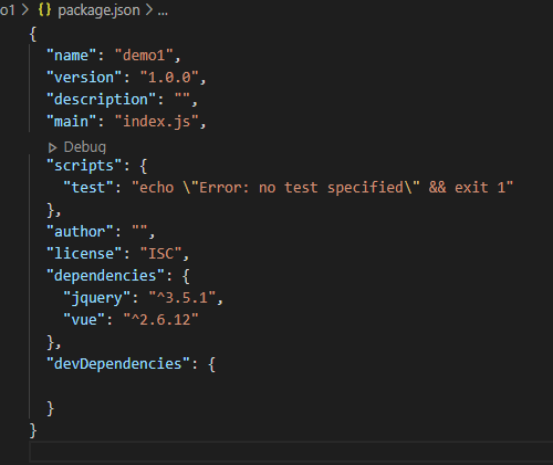 o1 > {} package.json > ...
{
"name": "demo1",
"version": "1.0.0",
"description": "",
"main": "index.js",
Debug
"scripts": {
"test": "echo \"Error: no test specified\" && exit 1"
},
"author": "",
"license": "ISC",
"dependencies": {
"jquery": "^3.5.1",
"vue": "^2.6.12"
},
"devDependencies": {
}
}